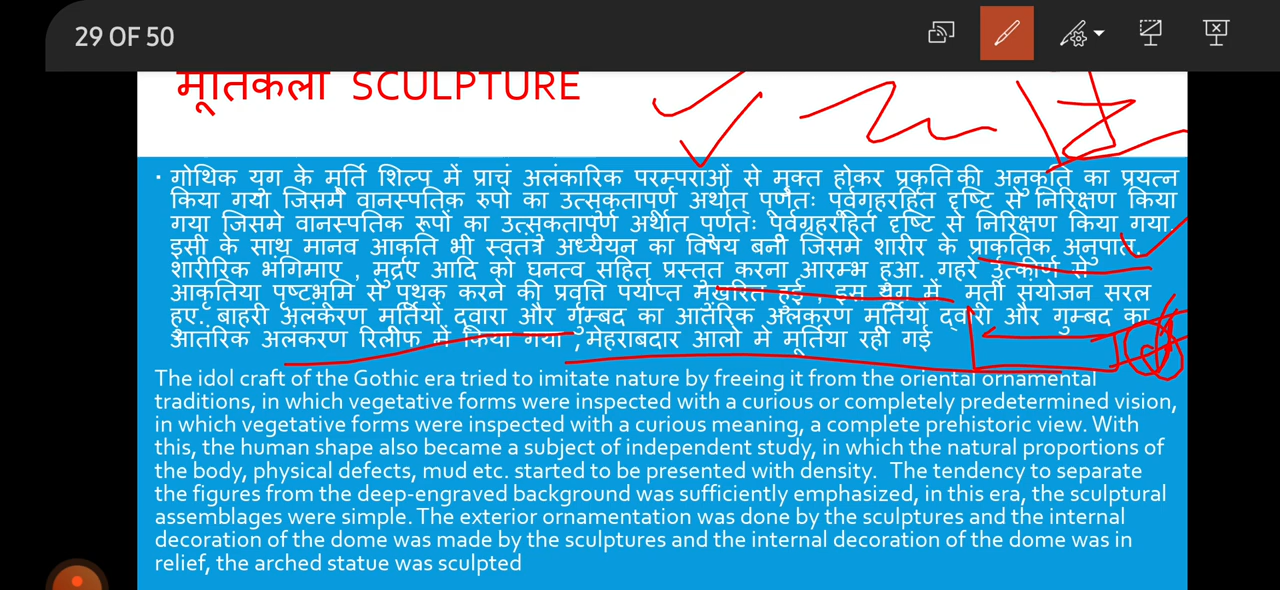 29 OF 50
मूर्तिकला SCULPTURE
• गोथिक युग के मूर्ति शिल्प में प्राचं अलंकारिक परम्पराओं से मुक्त होकर प्रकृति की अनुकृति का प्रयत्न
किया गया जिसमे वानस्पतिक रुपो का उत्सुकतापूर्ण अर्थात् पूर्णतः पूर्वग्रहरहित दृष्टि से निरिक्षण किया
गया जिसमे वानस्पतिक रूपों का उत्सुकतापूर्ण अर्थात पूर्णतः पूर्वग्रहरहित दृष्टि से निरिक्षण किया गया.
इसी के साथ मानव आकृति भी स्वतंत्र अध्ययन का विषय बनी जिसमे शारीर के प्राकृतिक अनुपात.
शारीरिक भंगिमाए , मुद्राए आदि को घनत्व सहित प्रस्तुत करना आरम्भ हुआ. गहरे उत्कीर्ण से
आकृतिया पृष्टभूमि से पृथक करने की प्रवृत्ति पर्याप्त मुखरित हुई , इस युग में मूर्ती संयोजन सरल
हुए. बाहरी अलंकरण मूर्तियों द्वारा और गुम्बद का आतंरिक अलंकरण मूर्तियों द्वारा और गुम्बद का
आतंरिक अलंकरण रिलीफ में किया गया ,मेहराबदार आलो मे मूर्तिया रही गई
The idol craft of the Gothic era tried to imitate nature by freeing it from the oriental ornamental
traditions, in which vegetative forms were inspected with a curious or completely predetermined vision,
in which vegetative forms were inspected with a curious meaning, a complete prehistoric view. With
this, the human shape also became a subject of independent study, in which the natural proportions of
the body, physical defects, mud etc. started to be presented with density. The tendency to separate
the figures from the deep-engraved background was sufficiently emphasized, in this era, the sculptural
assemblages were simple. The exterior ornamentation was done by the sculptures and the internal
decoration of the dome was made by the sculptures and the internal decoration of the dome was in
relief, the arched statue was sculpted